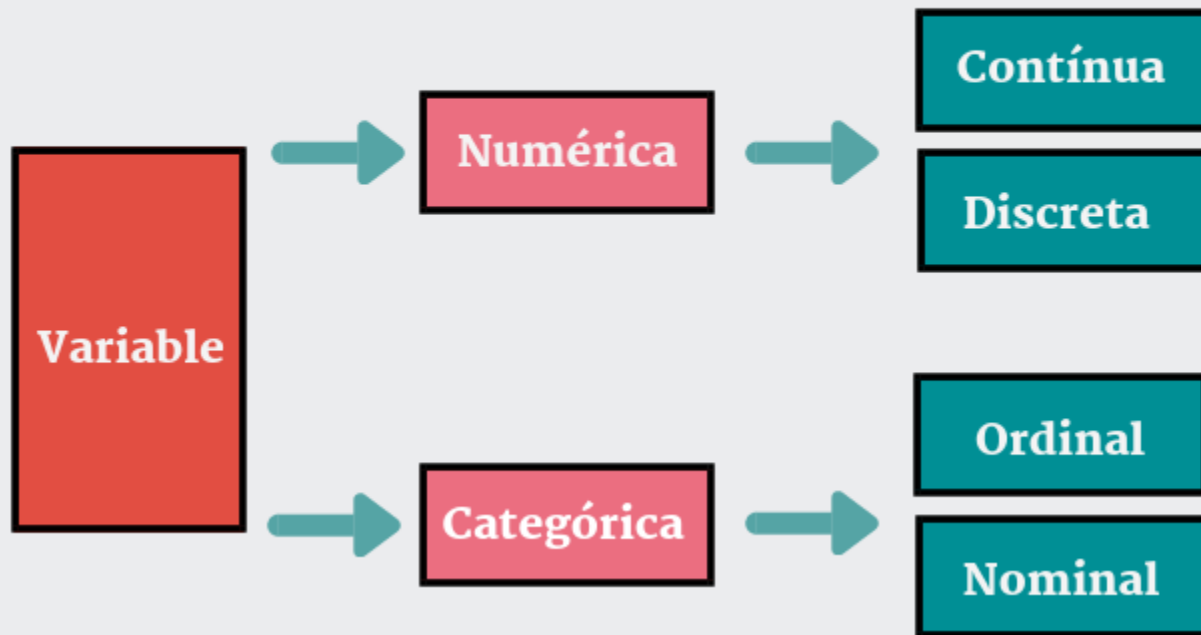 Variable
Numérica
Contínua
Discreta
Categórica
Ordinal
Nominal